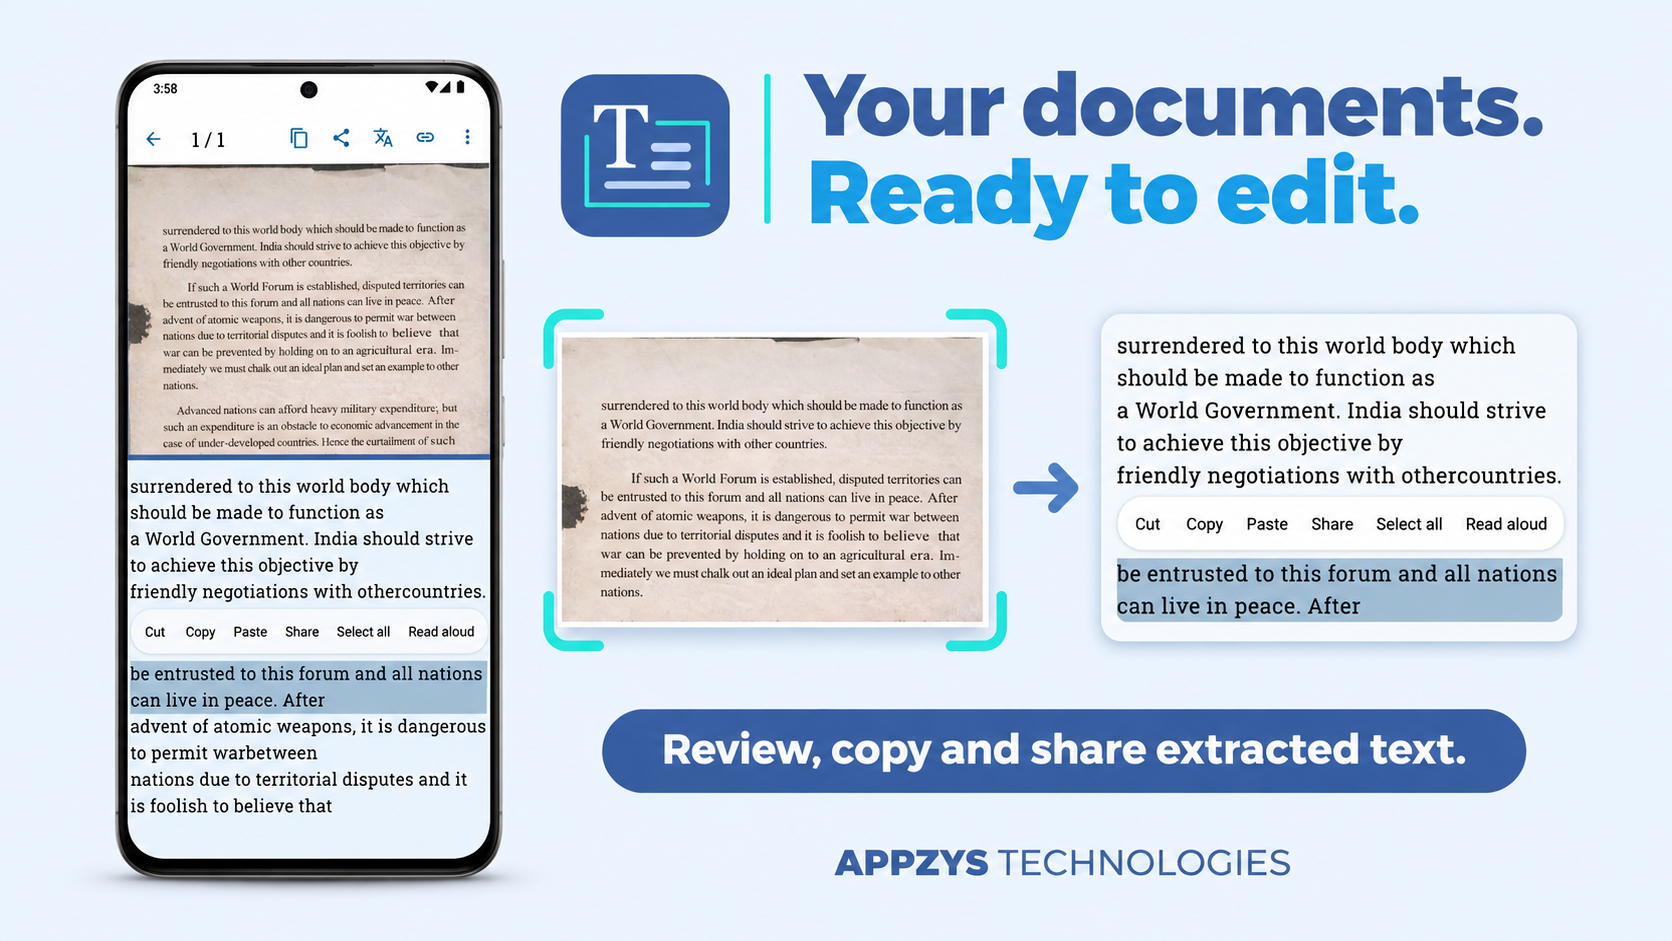 3:58
1 / 1
surrendered to this world body which should be made to function as
a World Government. India should strive to achieve this objective by
friendly negotiations with other countries.
If such a World Forum is established, disputed territories can
be entrusted to this forum and all nations can live in peace. After
advent of atomic weapons, it is dangerous to permit war between
nations due to territorial disputes and it is foolish to believe that
war can be prevented by holding on to an agricultural era. Im-
mediately we must chalk out an ideal plan and set an example to other
nations.
Advanced nations can afford heavy military expenditure; but
such an expenditure is an obstacle to economic advancement in the
case of under-developed countries. Hence the curtailment of such
surrendered to this world body which
should be made to function as
a World Government. India should strive
to achieve this objective by
friendly negotiations with othercountries.
Cut Copy Paste Share Select all Read aloud
be entrusted to this forum and all nations
can live in peace. After
advent of atomic weapons, it is dangerous
to permit warbetween
nations due to territorial disputes and it
is foolish to believe that
T
Your documents.
Ready to edit.
surrendered to this world body which should be made to function as
a World Government. India should strive to achieve this objective by
friendly negotiations with other countries.
If such a World Forum is established, disputed territories can
be entrusted to this forum and all nations can live in peace. After
advent of atomic weapons, it is dangerous to permit war between
nations due to territorial disputes and it is foolish to believe that
war can be prevented by holding on to an agricultural era. Im-
mediately we must chalk out an ideal plan and set an example to other
nations.
surrendered to this world body which
should be made to function as
a World Government. India should strive
to achieve this objective by
friendly negotiations with othercountries.
Cut Copy Paste Share Select all Read aloud
be entrusted to this forum and all nations
can live in peace. After
Review, copy and share extracted text.
APPZYS TECHNOLOGIES